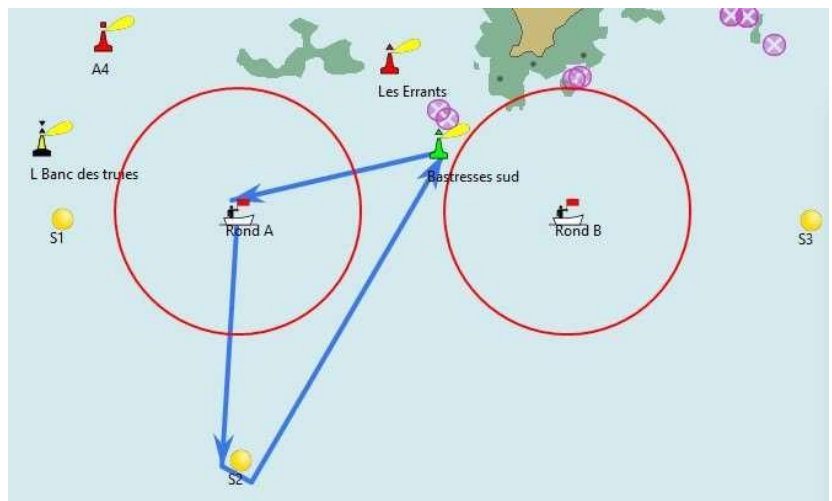 A4
Les Errants
L Banc des truies
Bastresses sud
S1
Rond A
Rond B
S3
S2